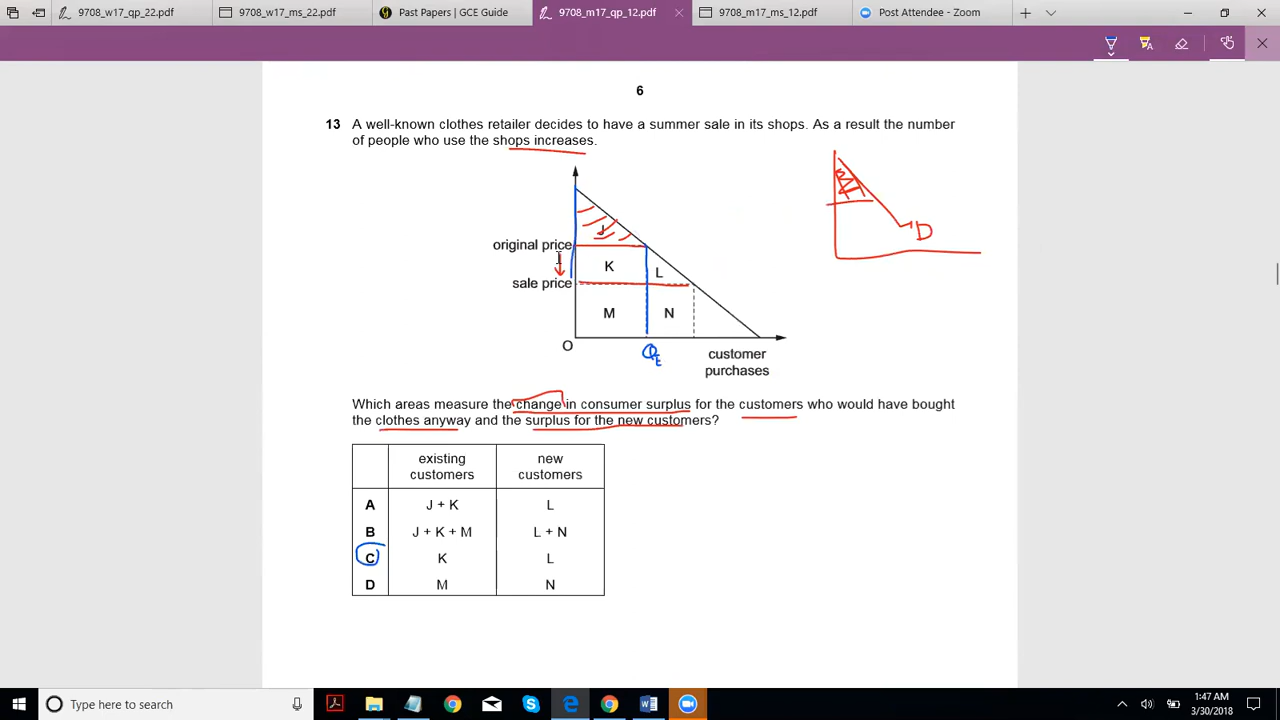 9708_w17_qp_22.pdf
9708_w17_ms_22.pdf
Past Papers | GCE Guide
9708_m17_qp_12.pdf
9708_m17_ms_12.pdf
Post Attendee - Zoom
6
13 A well-known clothes retailer decides to have a summer sale in its shops. As a result the number
of people who use the shops increases.
D
J
original price
K
L
sale price
M
N
O
QE
customer
purchases
Which areas measure the change in consumer surplus for the customers who would have bought
the clothes anyway and the surplus for the new customers?
existing
customers
new
customers
A J + K L
B J + K + M L + N
C K L
D M N
Type here to search
1:47 AM
3/30/2018